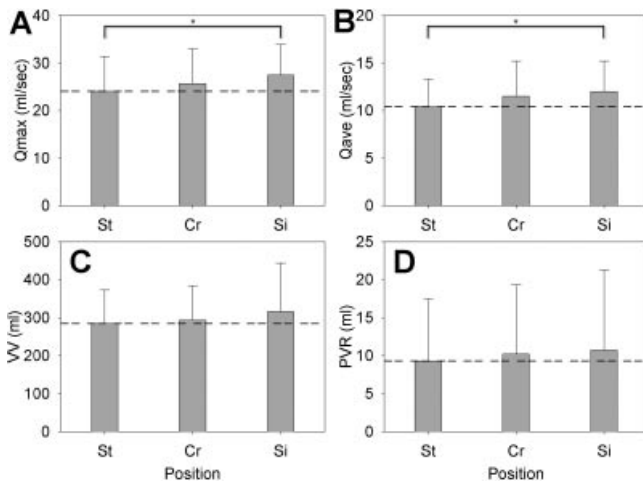 A
*
Qmax (ml/sec)
40
30
20
10
0
St Cr Si
B
*
Qave (ml/sec)
20
15
10
5
0
St Cr Si
C
VV (ml)
500
400
300
200
100
0
St Cr Si
Position
D
PVR (ml)
25
20
15
10
5
0
St Cr Si
Position